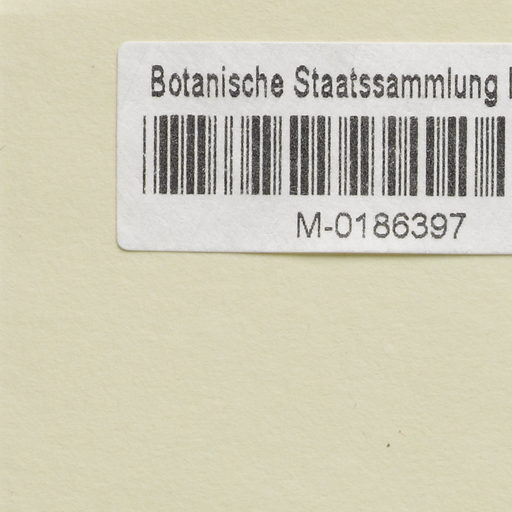 Botanische Staatssammlung
M-0186397